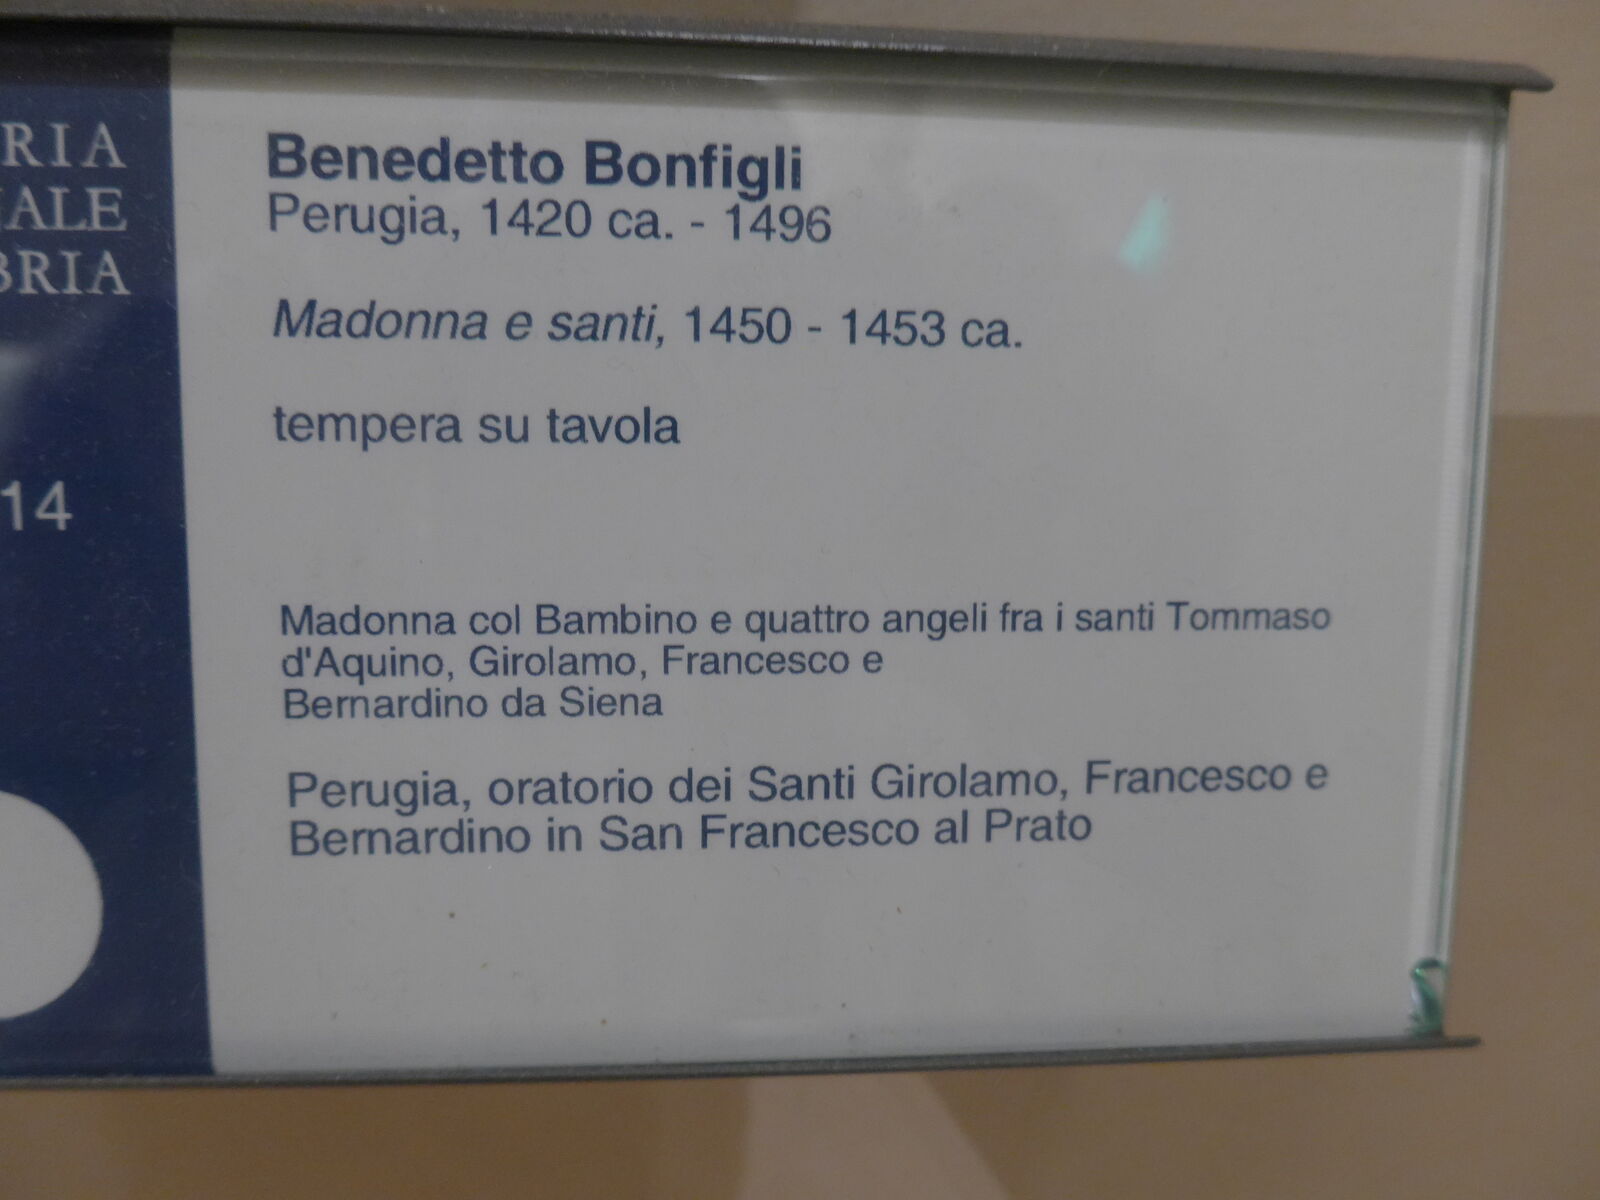 RIA
ALE
BRIA
14
Benedetto Bonfigli
Perugia, 1420 ca. - 1496
Madonna e santi, 1450 - 1453 ca.
tempera su tavola
Madonna col Bambino e quattro angeli fra i santi Tommaso
d'Aquino, Girolamo, Francesco e
Bernardino da Siena
Perugia, oratorio dei Santi Girolamo, Francesco e
Bernardino in San Francesco al Prato